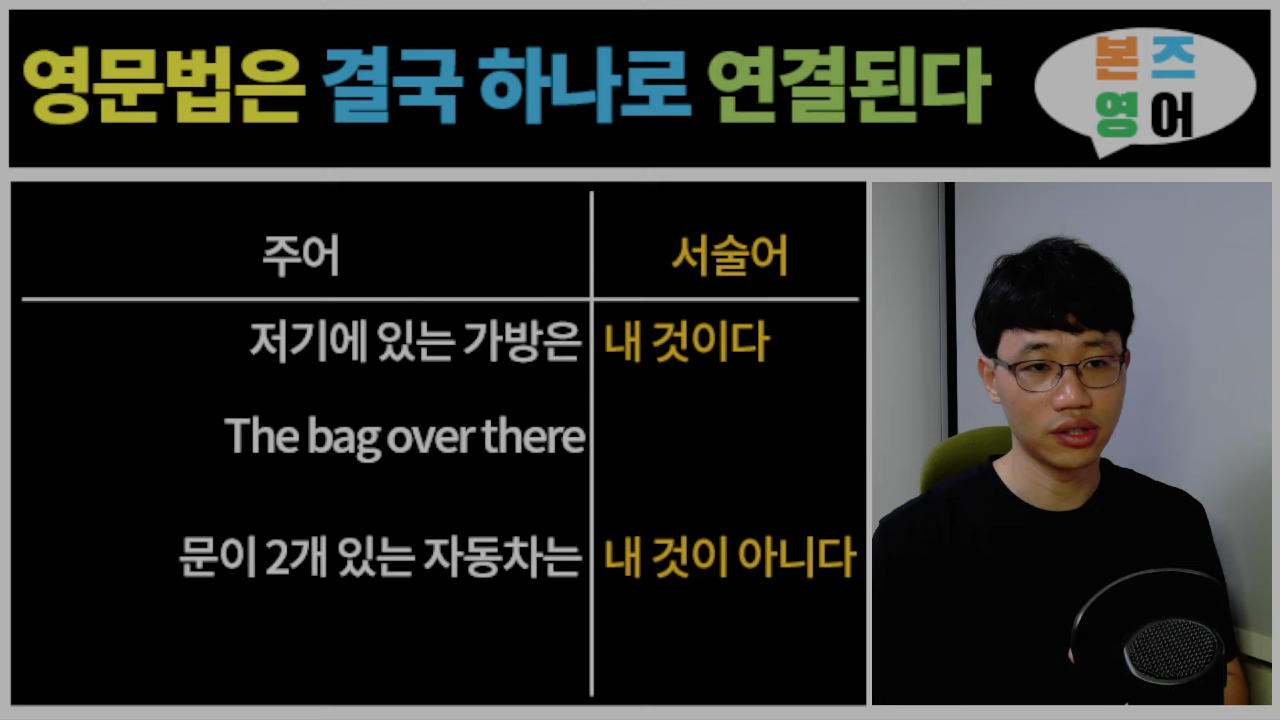 영문법은 결국 하나로 연결된다
본즈
영어
주어 서술어
저기에 있는 가방은 내 것이다
The bag over there
문이 2개 있는 자동차는 내 것이 아니다